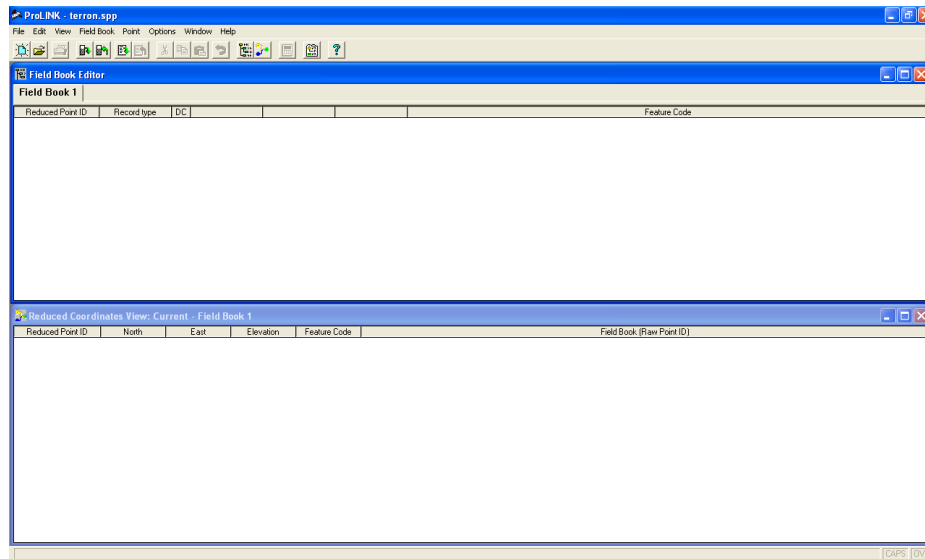 ProLINK - terron.spp
File Edit View Field Book Point Options Window Help
Field Book Editor
Field Book 1
Reduced Point ID Record type DC Feature Code
Reduced Coordinates View: Current - Field Book 1
Reduced Point ID North East Elevation Feature Code Field Book (Raw Point ID)
CAPS OV